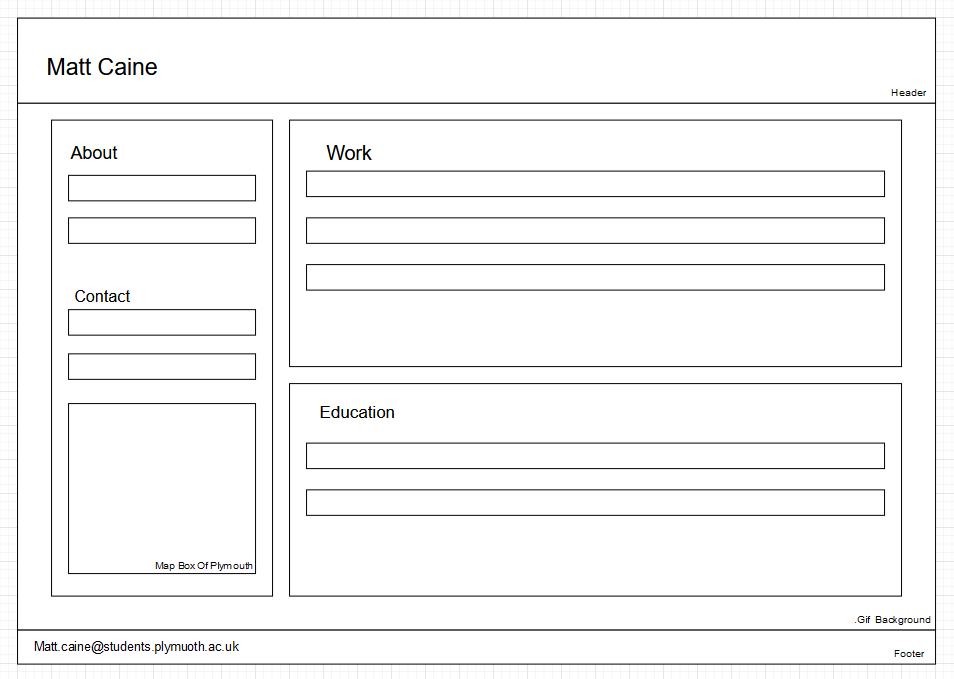 Matt Caine
Header
About
Contact
Map Box Of Plymouth
Work
Education
.Gif Background
Matt.caine@students.plymuoth.ac.uk
Footer